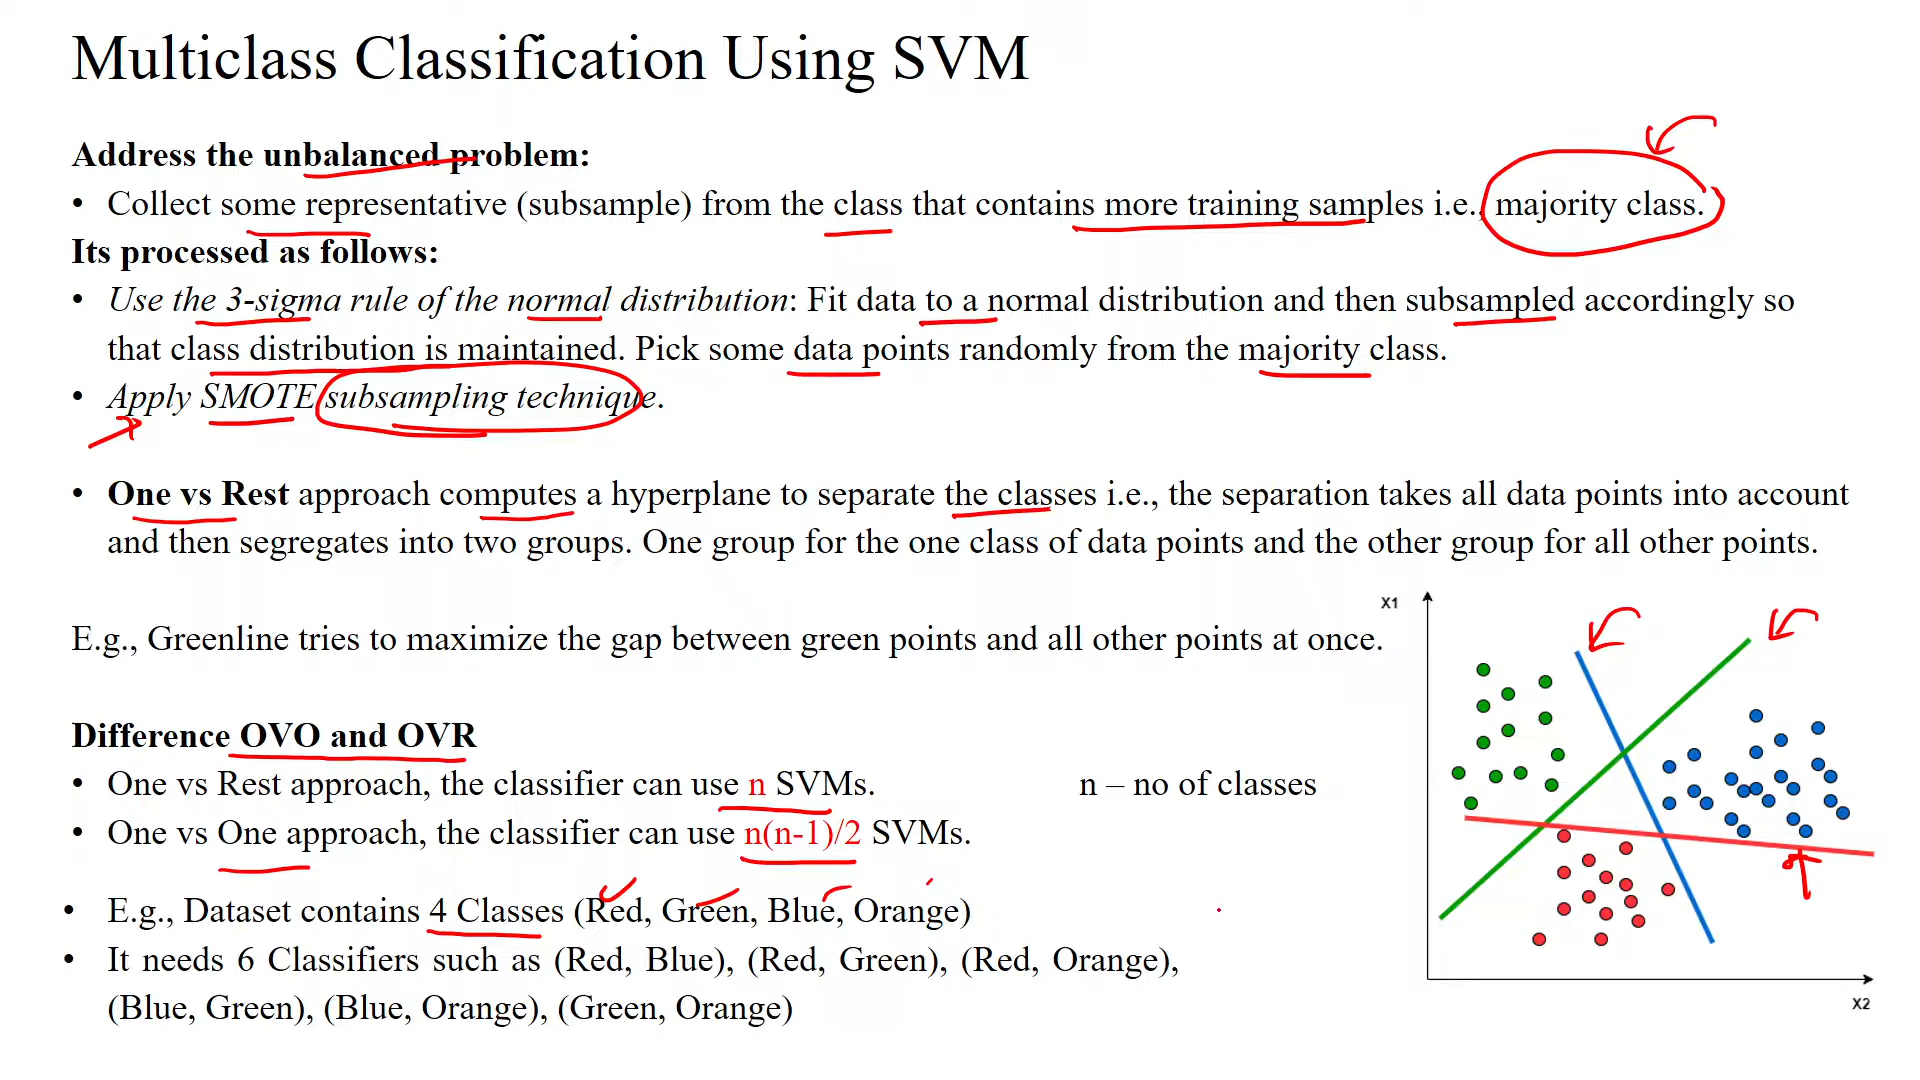 Multiclass Classification Using SVM
Address the unbalanced problem:
• Collect some representative (subsample) from the class that contains more training samples i.e., majority class.
Its processed as follows:
• Use the 3-sigma rule of the normal distribution: Fit data to a normal distribution and then subsampled accordingly so
that class distribution is maintained. Pick some data points randomly from the majority class.
• Apply SMOTE subsampling technique.
• One vs Rest approach computes a hyperplane to separate the classes i.e., the separation takes all data points into account
and then segregates into two groups. One group for the one class of data points and the other group for all other points.
E.g., Greenline tries to maximize the gap between green points and all other points at once.
Difference OVO and OVR
• One vs Rest approach, the classifier can use n SVMs. n – no of classes
• One vs One approach, the classifier can use n(n-1)/2 SVMs.
• E.g., Dataset contains 4 Classes (Red, Green, Blue, Orange)
• It needs 6 Classifiers such as (Red, Blue), (Red, Green), (Red, Orange),
(Blue, Green), (Blue, Orange), (Green, Orange)
X1
X2